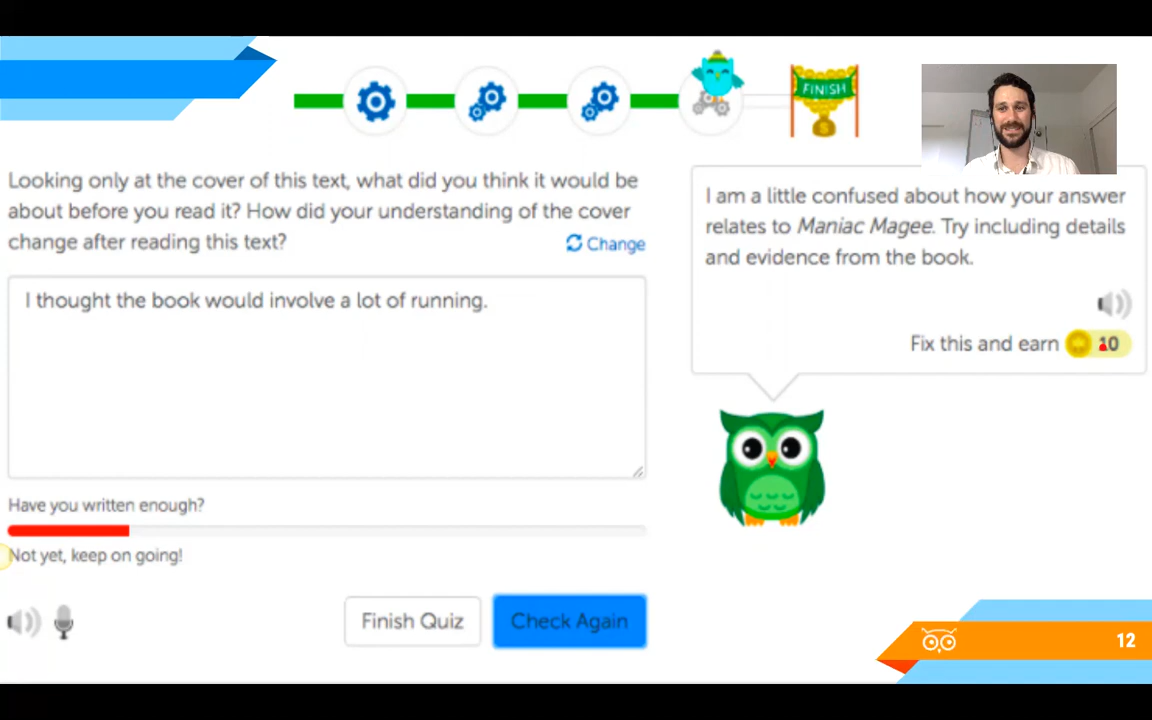 FINISH
Looking only at the cover of this text, what did you think it would be
about before you read it? How did your understanding of the cover
change after reading this text?
Change
I thought the book would involve a lot of running.
Have you written enough?
Not yet, keep on going!
Finish Quiz
Check Again
I am a little confused about how your answer
relates to Maniac Magee. Try including details
and evidence from the book.
Fix this and earn 10
12